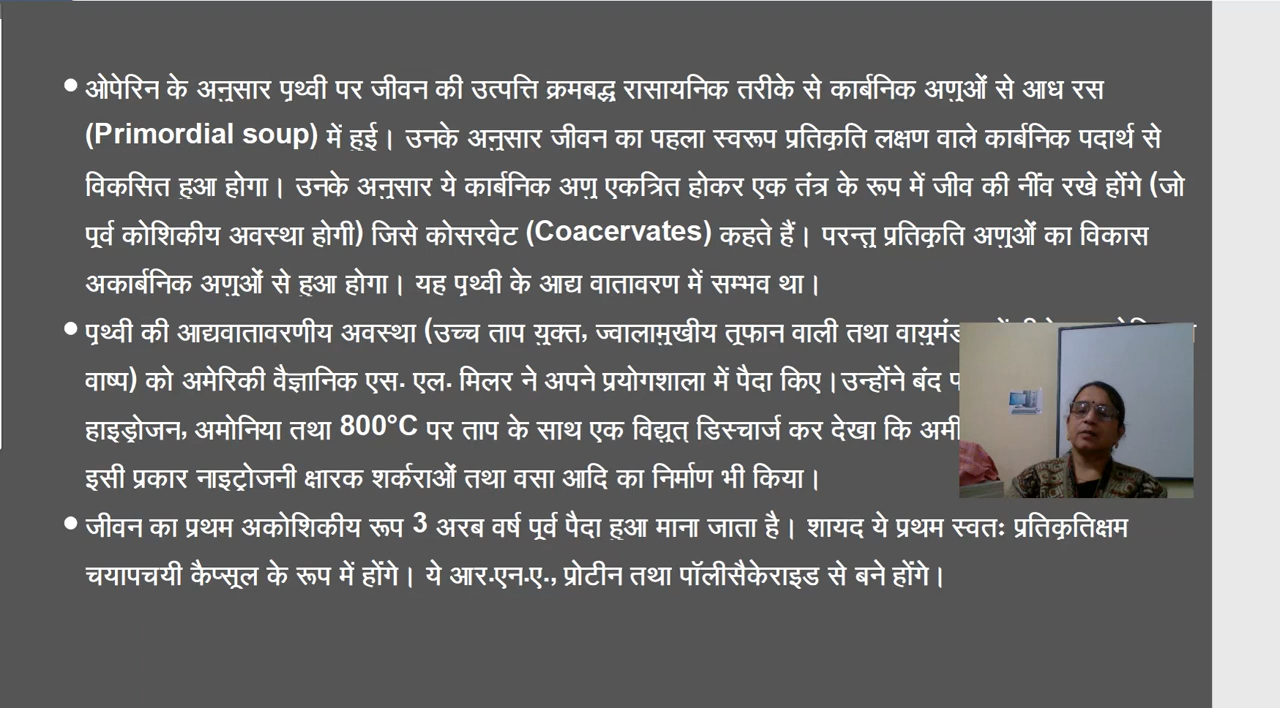 • ओपेरिन के अनुसार पृथ्वी पर जीवन की उत्पत्ति क्रमबद्ध रासायनिक तरीके से कार्बनिक अणुओं से आध रस
(Primordial soup) में हुई। उनके अनुसार जीवन का पहला स्वरूप प्रतिकृति लक्षण वाले कार्बनिक पदार्थ से
विकसित हुआ होगा। उनके अनुसार ये कार्बनिक अणु एकत्रित होकर एक तंत्र के रूप में जीव की नींव रखे होंगे (जो
पूर्व कोशिकीय अवस्था होगी) जिसे कोसरवेट (Coacervates) कहते हैं। परन्तु प्रतिकृति अणुओं का विकास
अकार्बनिक अणुओं से हुआ होगा। यह पृथ्वी के आद्य वातावरण में सम्भव था।
• पृथ्वी की आद्यवातावरणीय अवस्था (उच्च ताप युक्त, ज्वालामुखीय तूफान वाली तथा
वाष्प) को अमेरिकी वैज्ञानिक एस. एल. मिलर ने अपने प्रयोगशाला में पैदा किए।उन्होंने बंद
हाइड्रोजन, अमोनिया तथा 800°C पर ताप के साथ एक विद्युत् डिस्चार्ज कर देखा कि
इसी प्रकार नाइट्रोजनी क्षारक शर्कराओं तथा वसा आदि का निर्माण भी किया।
• जीवन का प्रथम अकोशिकीय रूप 3 अरब वर्ष पूर्व पैदा हुआ माना जाता है। शायद ये प्रथम स्वतः प्रतिकृतिक्षम
चयापचयी कैप्सूल के रूप में होंगे। ये आर.एन.ए., प्रोटीन तथा पॉलीसैकेराइड से बने होंगे।